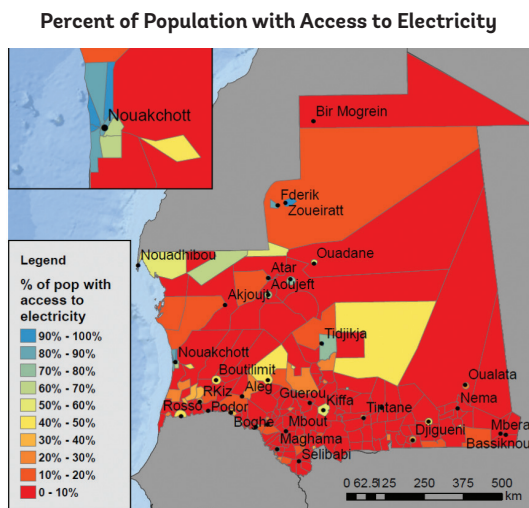 Percent of Population with Access to Electricity
Nouakchott
Bir Mogrein
Fderik
Zoueiratt
Nouadhibou
Ouadane
Atar
Aoujeft
Akjoujt
Tidjikja
Nouakchott
Boutilimit
Oualata
RKiz
Aleg
Guerou
Kiffa
Nema
Rosso
Podor
Tintane
Mbera
Boghe
Mbout
Djigueni
Bassiknou
Maghama
Selibabi
Legend
% of pop with
access to
electricity
90% - 100%
80% - 90%
70% - 80%
60% - 70%
50% - 60%
40% - 50%
30% - 40%
20% - 30%
10% - 20%
0 - 10%
0 62.5125 250 375 500
km